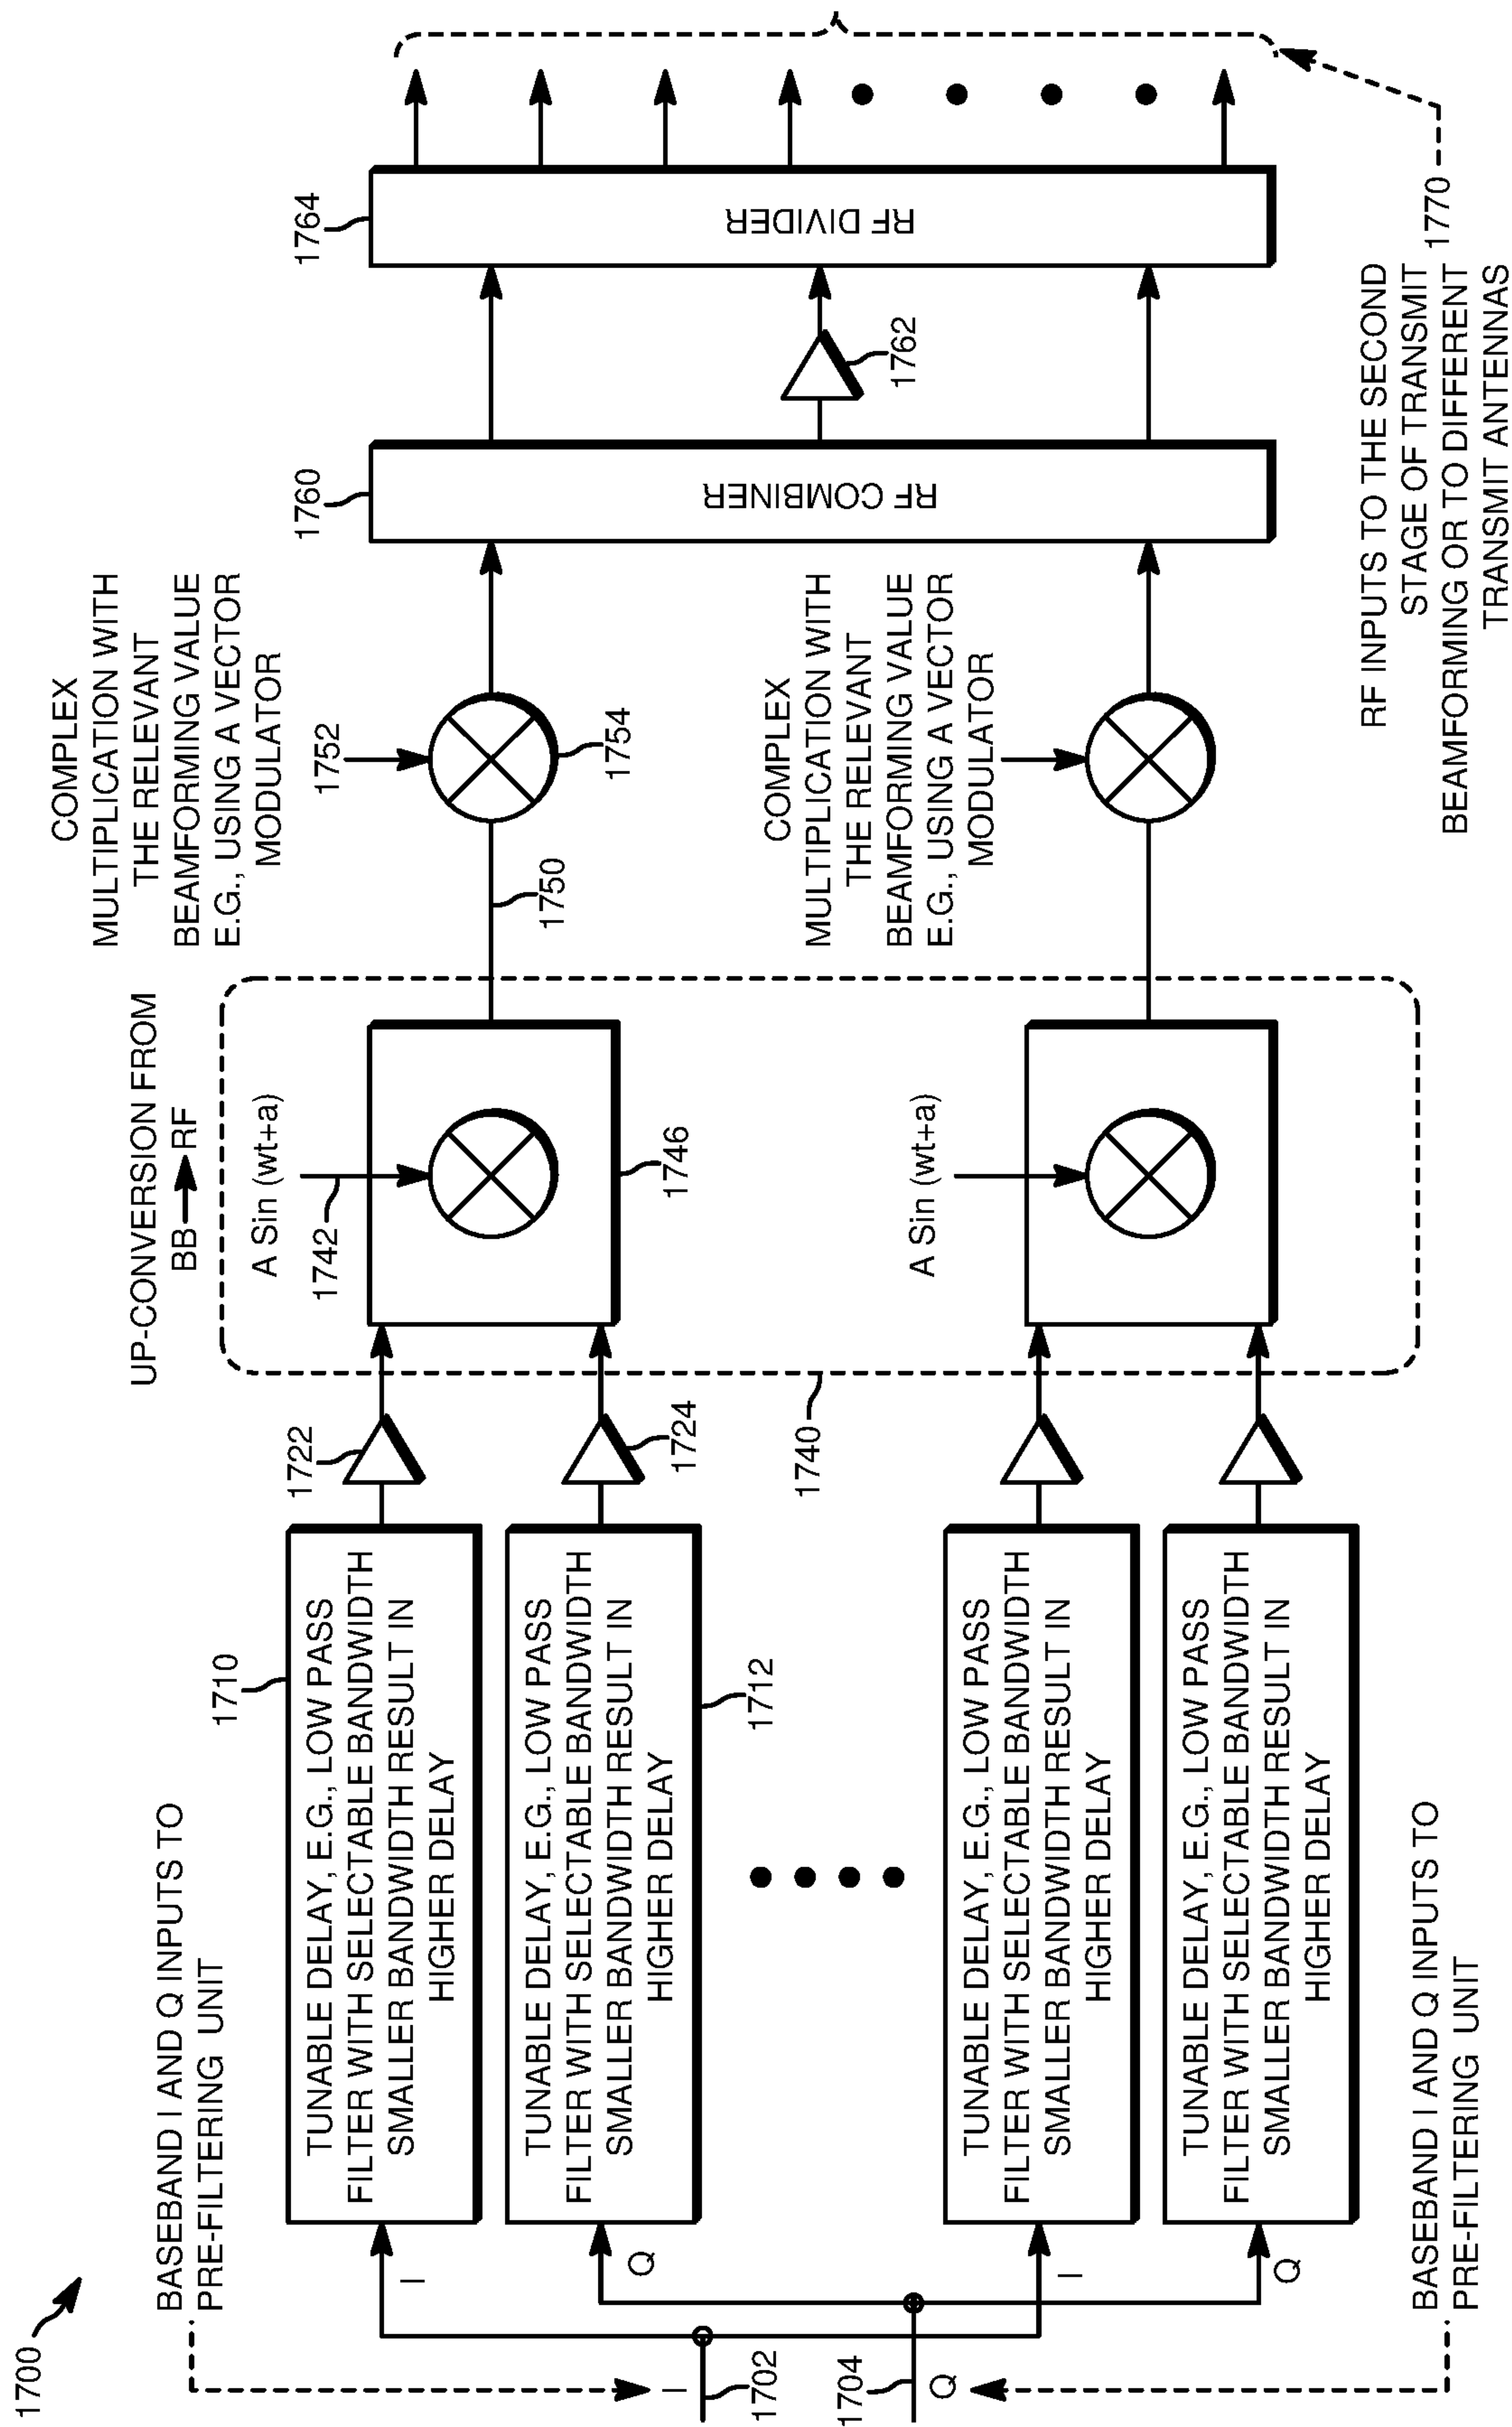 1700
BASEBAND I AND Q INPUTS TO
PRE-FILTERING UNIT
I
1702
1704
Q
BASEBAND I AND Q INPUTS TO
PRE-FILTERING UNIT
I
Q
I
Q
1710
TUNABLE DELAY, E.G., LOW PASS
FILTER WITH SELECTABLE BANDWIDTH
SMALLER BANDWIDTH RESULT IN
HIGHER DELAY
TUNABLE DELAY, E.G., LOW PASS
FILTER WITH SELECTABLE BANDWIDTH
SMALLER BANDWIDTH RESULT IN
HIGHER DELAY
1712
TUNABLE DELAY, E.G., LOW PASS
FILTER WITH SELECTABLE BANDWIDTH
SMALLER BANDWIDTH RESULT IN
HIGHER DELAY
TUNABLE DELAY, E.G., LOW PASS
FILTER WITH SELECTABLE BANDWIDTH
SMALLER BANDWIDTH RESULT IN
HIGHER DELAY
1722
1724
1740
UP-CONVERSION FROM
BB RF
A Sin (wt+a)
1742
1746
A Sin (wt+a)
1750
COMPLEX
MULTIPLICATION WITH
THE RELEVANT
BEAMFORMING VALUE
E.G., USING A VECTOR
MODULATOR
1752
1754
COMPLEX
MULTIPLICATION WITH
THE RELEVANT
BEAMFORMING VALUE
E.G., USING A VECTOR
MODULATOR
1760
RF COMBINER
1762
1764
RF DIVIDER
RF INPUTS TO THE SECOND
STAGE OF TRANSMIT
BEAMFORMING OR TO DIFFERENT
TRANSMIT ANTENNAS
1770